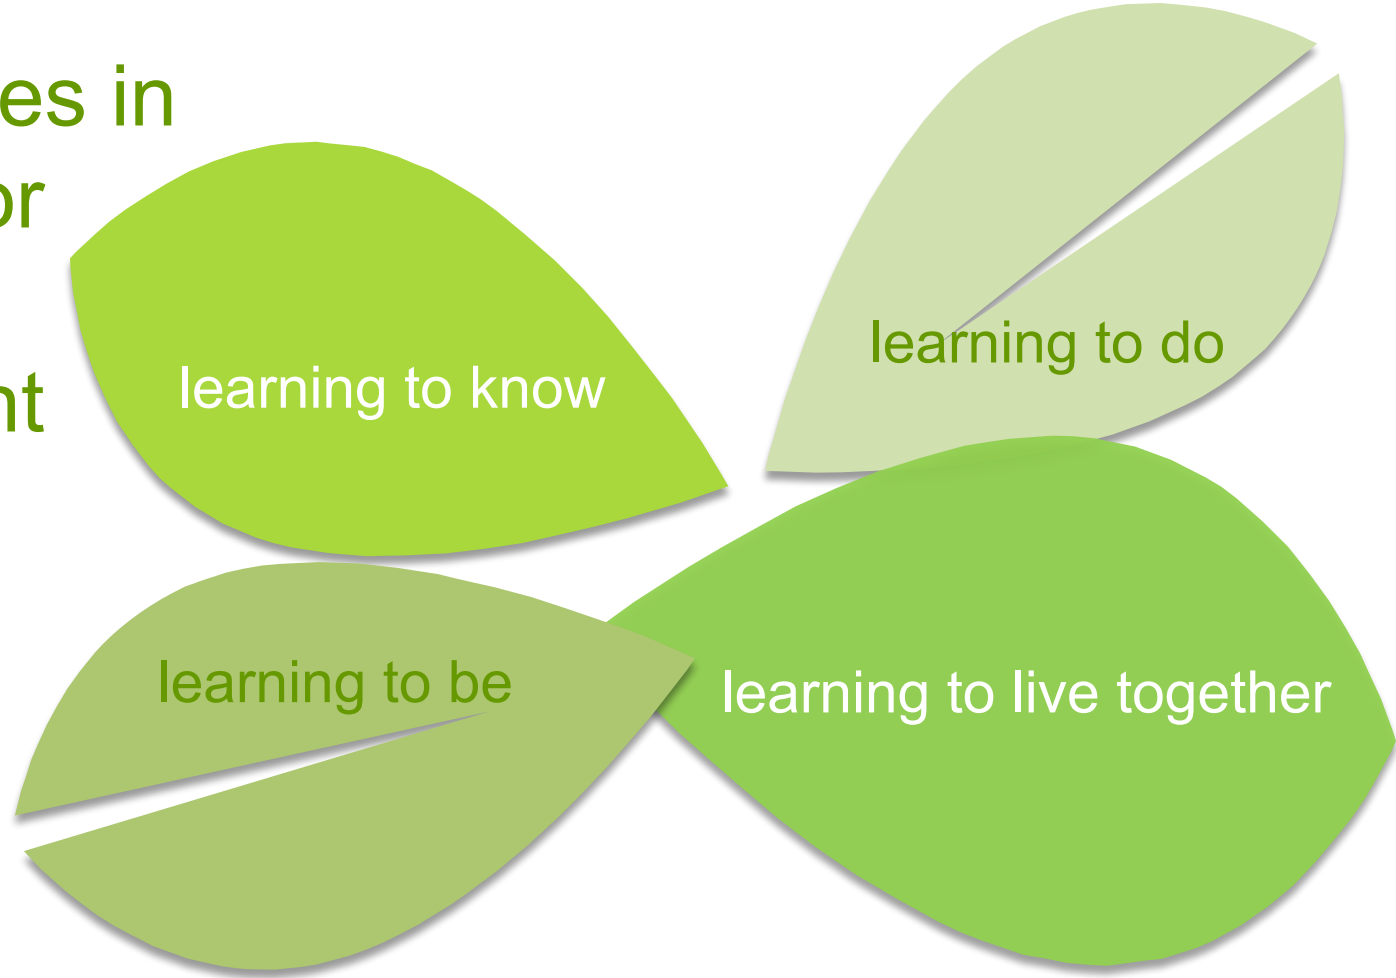 es in
or
nt
learning to do
learning to know
learning to be
learning to live together